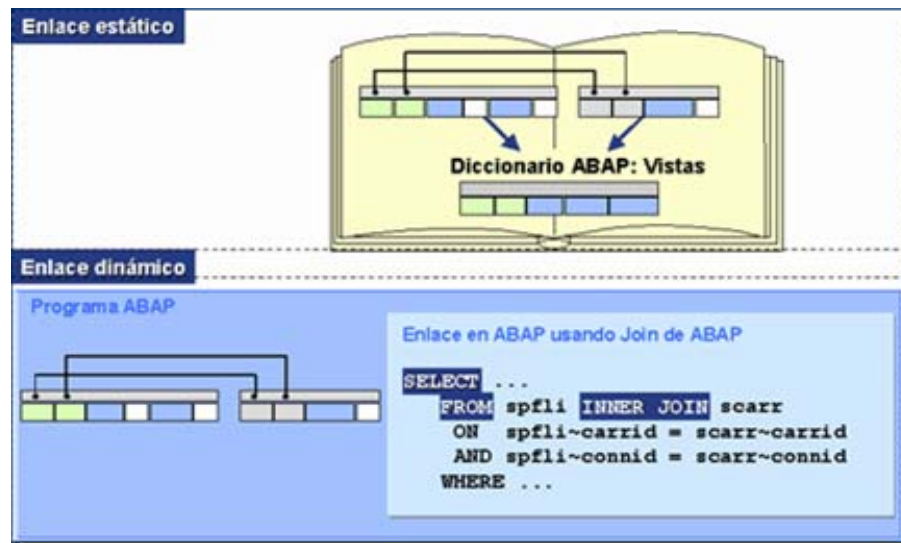 Enlace estático
Diccionario ABAP: Vistas
Enlace dinámico
Programa ABAP
Enlace en ABAP usando Join de ABAP
SELECT ...
FROM spfli INNER JOIN scarr
ON spfli~carrid = scarr~carrid
AND spfli~connid = scarr~connid
WHERE ...